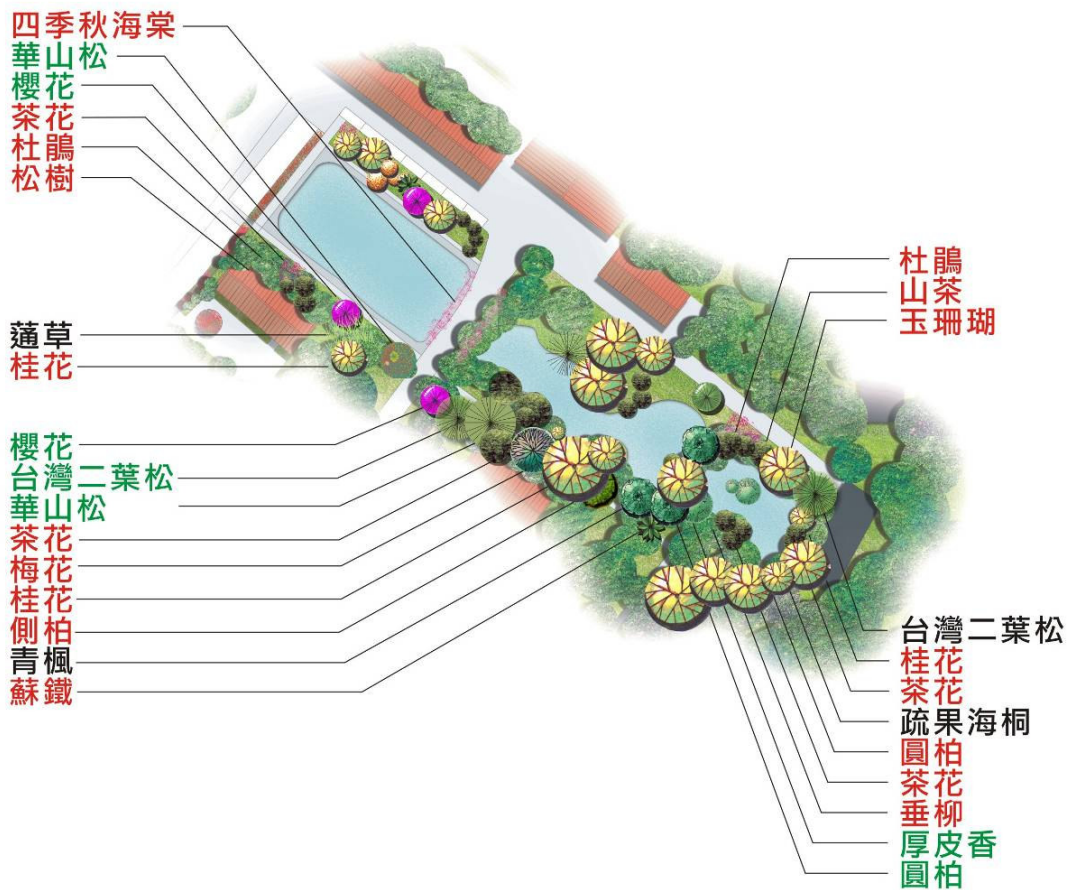 四季秋海棠
華山松
櫻花
茶花
杜鵑
松樹
薀草
桂花
櫻花
台灣二葉松
華山松
茶花
梅花
桂花
側柏
青楓
蘇鐵
杜鵑
山茶
玉珊瑚
台灣二葉松
桂花
茶花
疏果海桐
圓柏
茶花
垂柳
厚皮香
圓柏